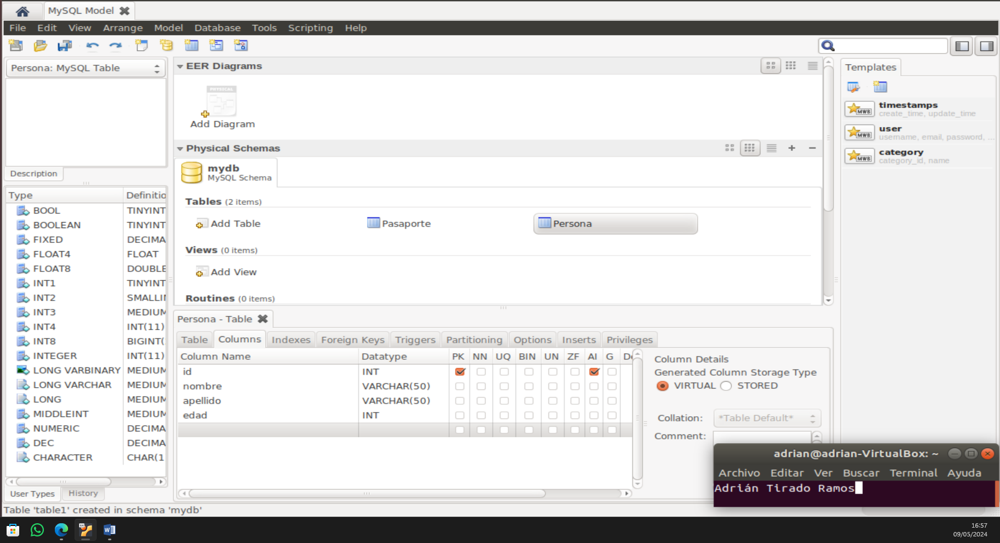 MySQL Model
File Edit View Arrange Model Database Tools Scripting Help
Persona: MySQL Table
Description
Type Definitio
BOOL TINYINT
BOOLEAN TINYINT
FIXED DECIMA
FLOAT4 FLOAT
FLOAT8 DOUBLE
INT1 TINYINT
INT2 SMALLIN
INT3 MEDIUM
INT4 INT(11)
INT8 BIGINT(
INTEGER INT(11)
LONG VARBINARY MEDIUM
LONG VARCHAR MEDIUM
LONG MEDIUM
MIDDLEINT MEDIUM
NUMERIC DECIMA
DEC DECIMA
CHARACTER CHAR(1
User Types History
EER Diagrams
PHYSICAL
Add Diagram
Physical Schemas
mydb
MySQL Schema
Tables (2 items)
Add Table Pasaporte Persona
Views (0 items)
Add View
Routines (0 items)
Persona - Table
Table Columns Indexes Foreign Keys Triggers Partitioning Options Inserts Privileges
Column Name Datatype PK NN UQ BIN UN ZF AI G De
id INT
nombre VARCHAR(50)
apellido VARCHAR(50)
edad INT
Column Details
Generated Column Storage Type
VIRTUAL STORED
Collation: *Table Default*
Comment:
Templates
MWB timestamps
create_time, update_time
MWB user
username, email, password, ...
MWB category
category_id, name
adrian@adrian-VirtualBox: ~
Archivo Editar Ver Buscar Terminal Ayuda
Adrián Tirado Ramos
Table 'table1' created in schema 'mydb'
64
W
16:57
09/05/2024